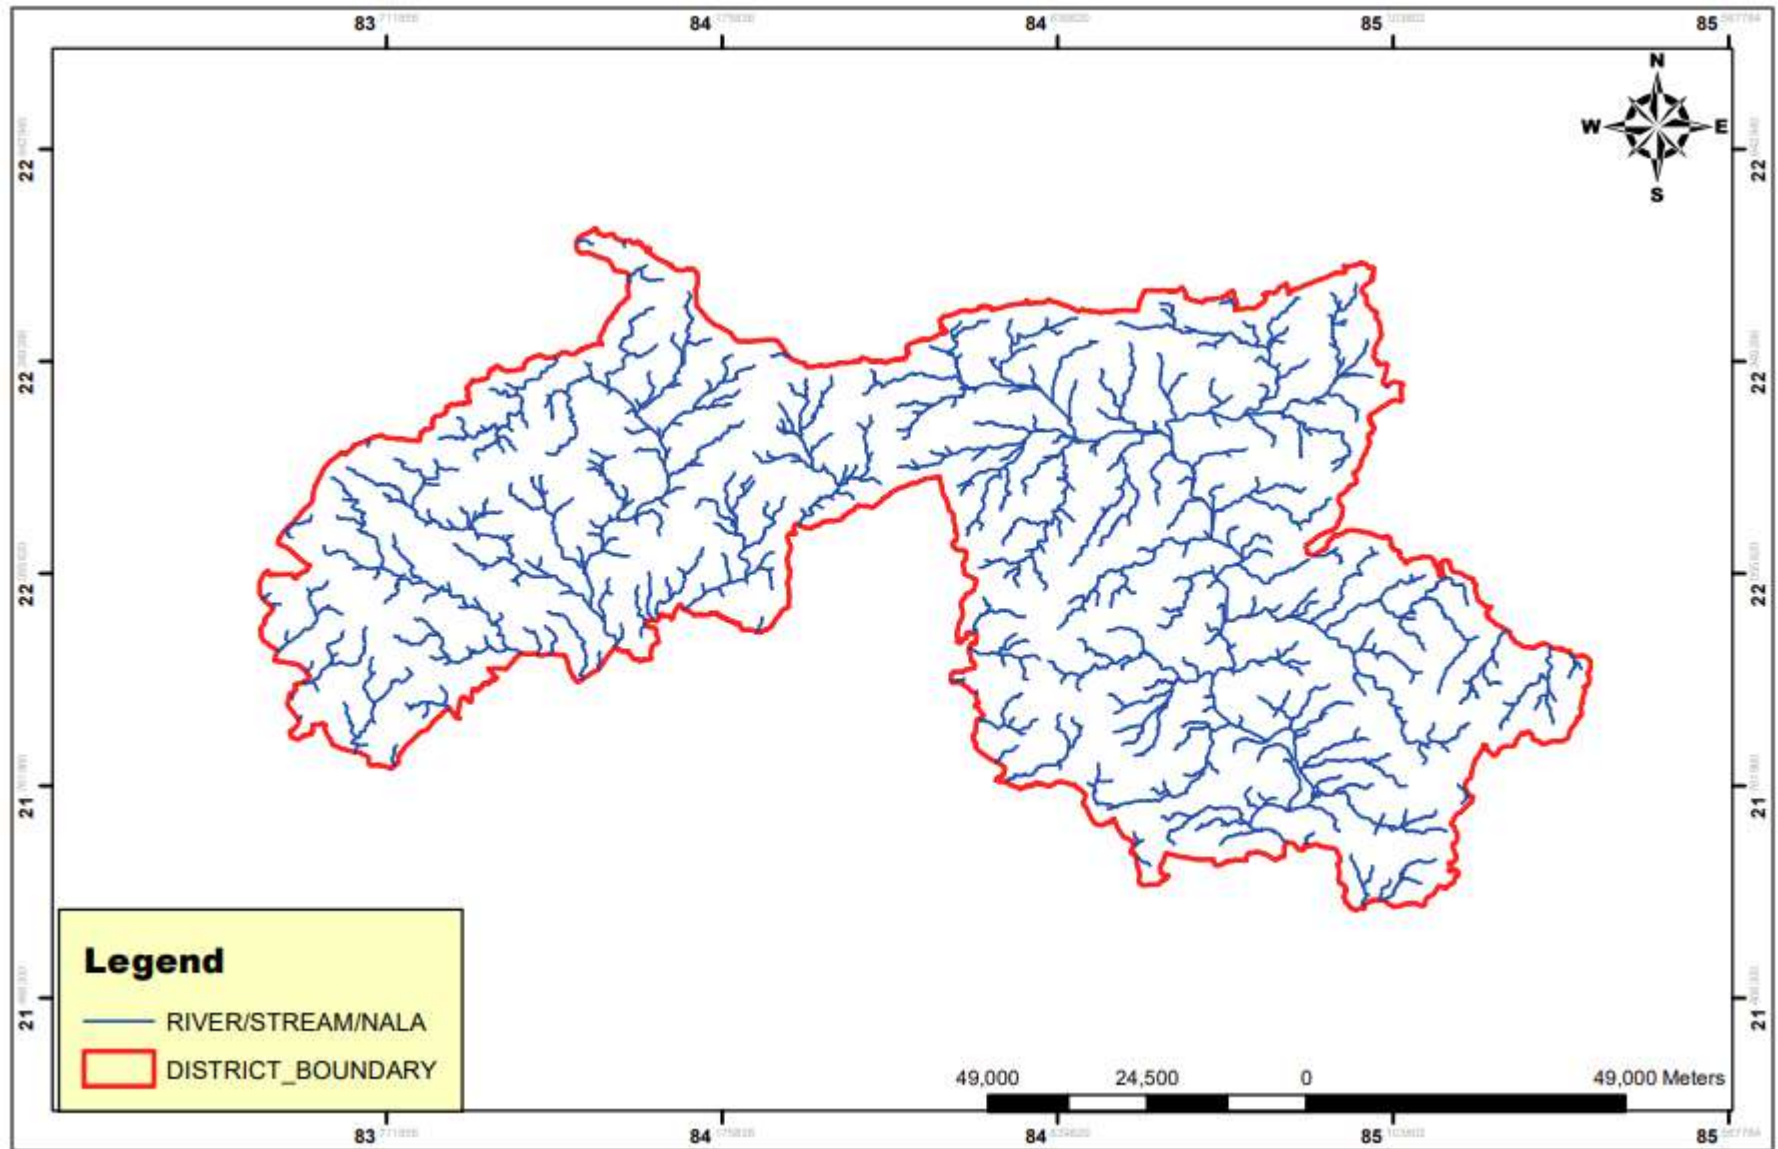 83 84 84 85 85
N
W E
S
22 22
22 22
22 22
21 21
21 21
Legend
RIVER/STREAM/NALA
DISTRICT_BOUNDARY
49,000 24,500 0 49,000 Meters
83 84 84 85 85